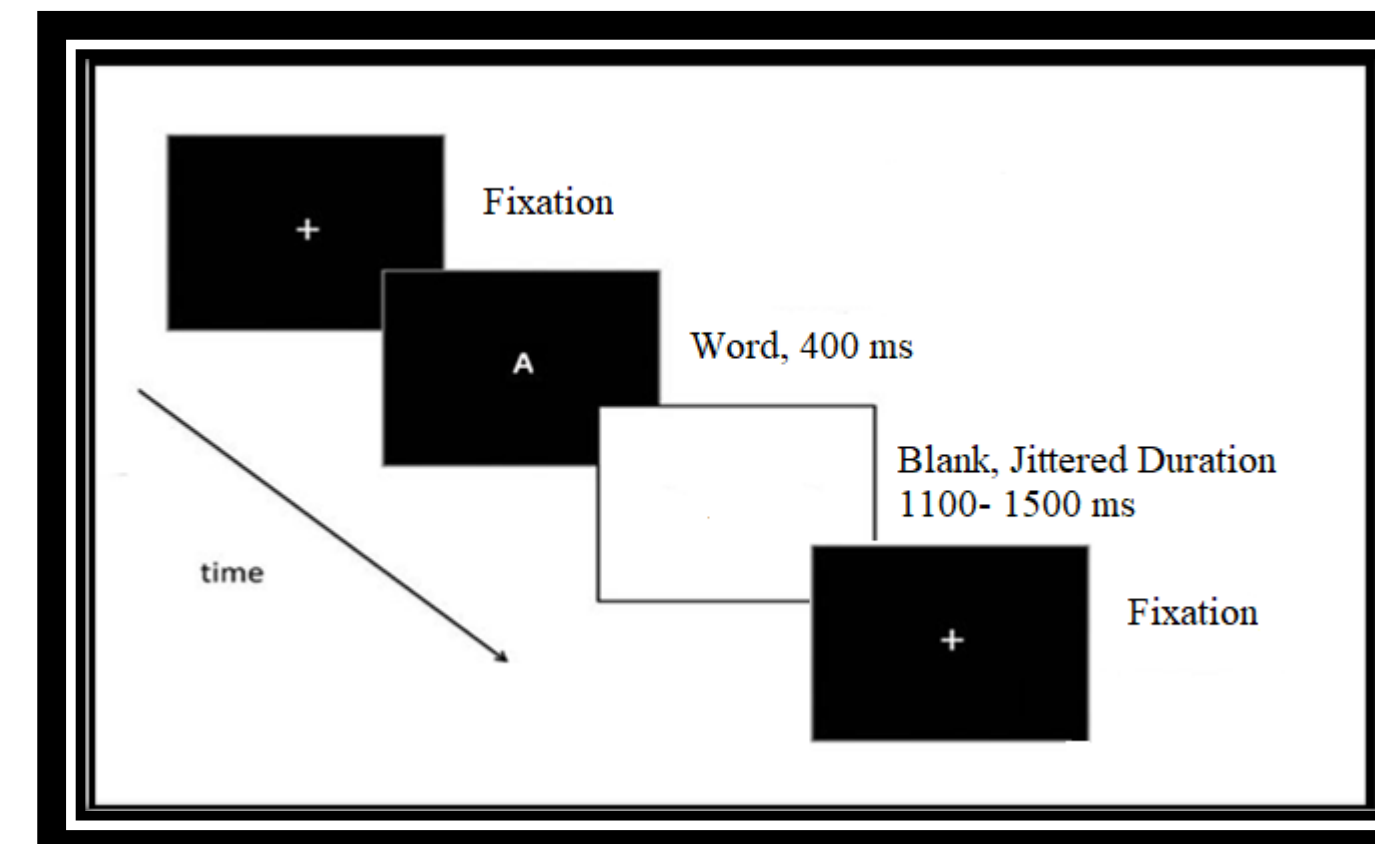 +
Fixation
A
Word, 400 ms
Blank, Jittered Duration
1100- 1500 ms
time
+
Fixation